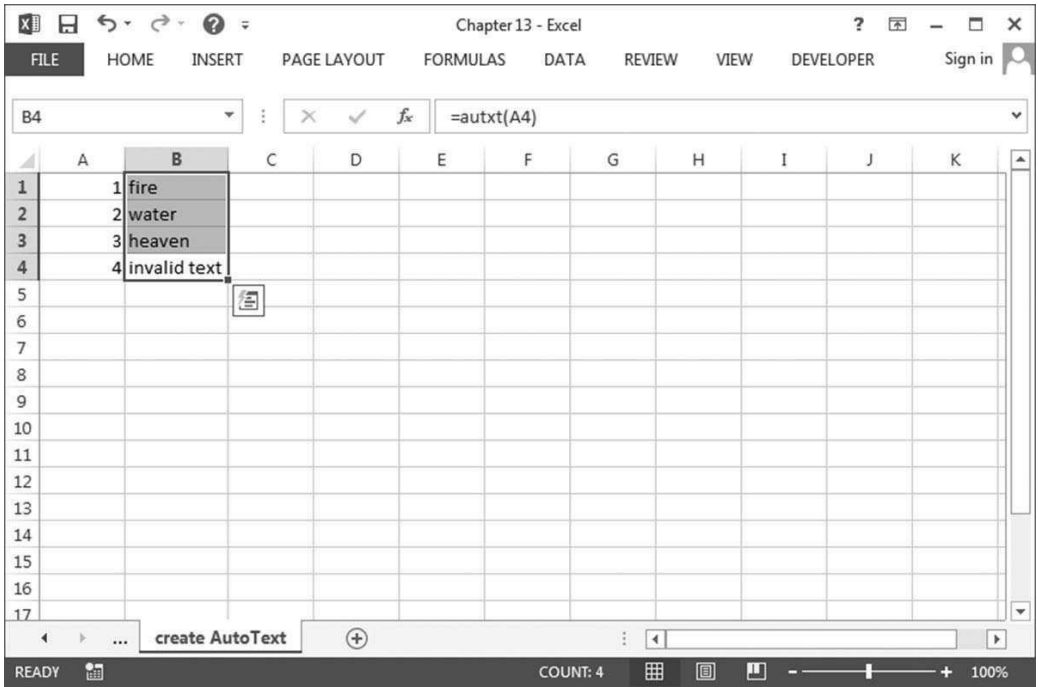 Chapter 13 - Excel ?
FILE HOME INSERT PAGE LAYOUT FORMULAS DATA REVIEW VIEW DEVELOPER Sign in
B4 fx =autxt(A4)
A B C D E F G H I J K
1 1 fire
2 2 water
3 3 heaven
4 4 invalid text
5
6
7
8
9
10
11
12
13
14
15
16
17
... create AutoText
READY COUNT: 4 - + 100%